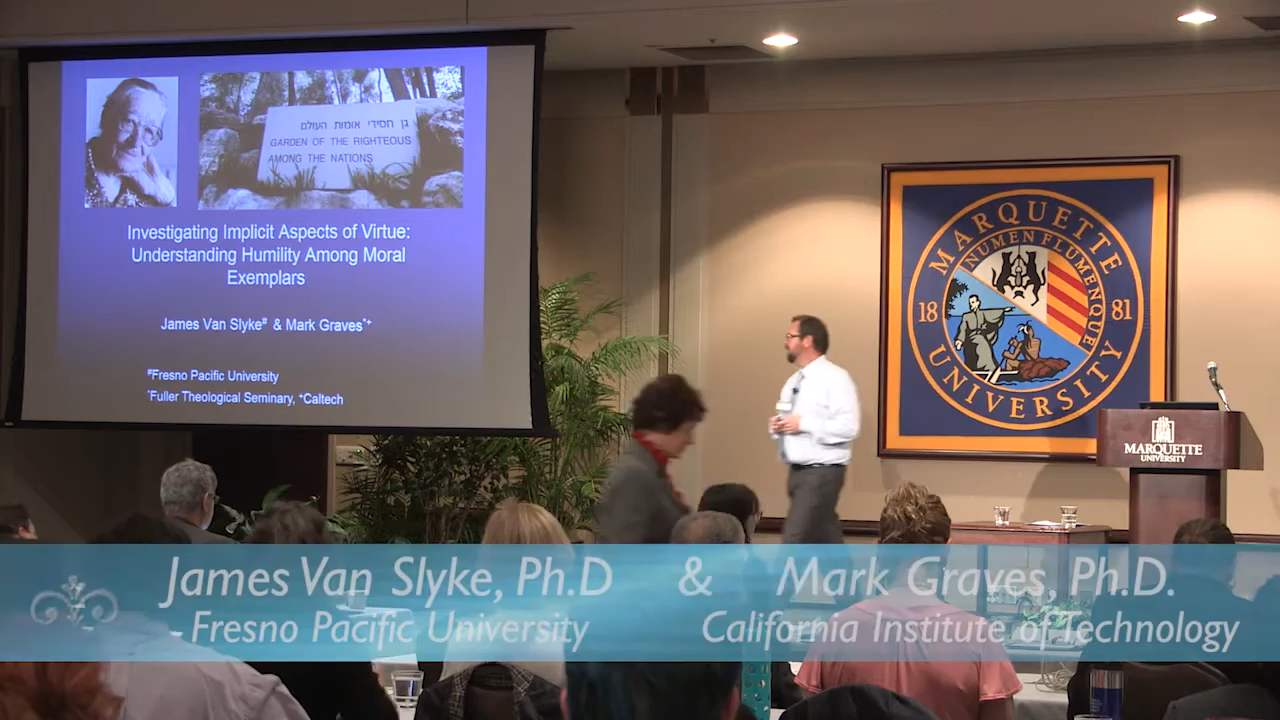 גן חסידי אומות העולם
GARDEN OF THE RIGHTEOUS
AMONG THE NATIONS
Investigating Implicit Aspects of Virtue:
Understanding Humility Among Moral
Exemplars
James Van Slyke# & Mark Graves*+
#Fresno Pacific University
*Fuller Theological Seminary, +Caltech
MARQUETTE
UNIVERSITY
NUMEN FLUMENQUE
18 81
MARQUETTE
UNIVERSITY
James Van Slyke, Ph.D & Mark Graves, Ph.D.
- Fresno Pacific University California Institute of Technology